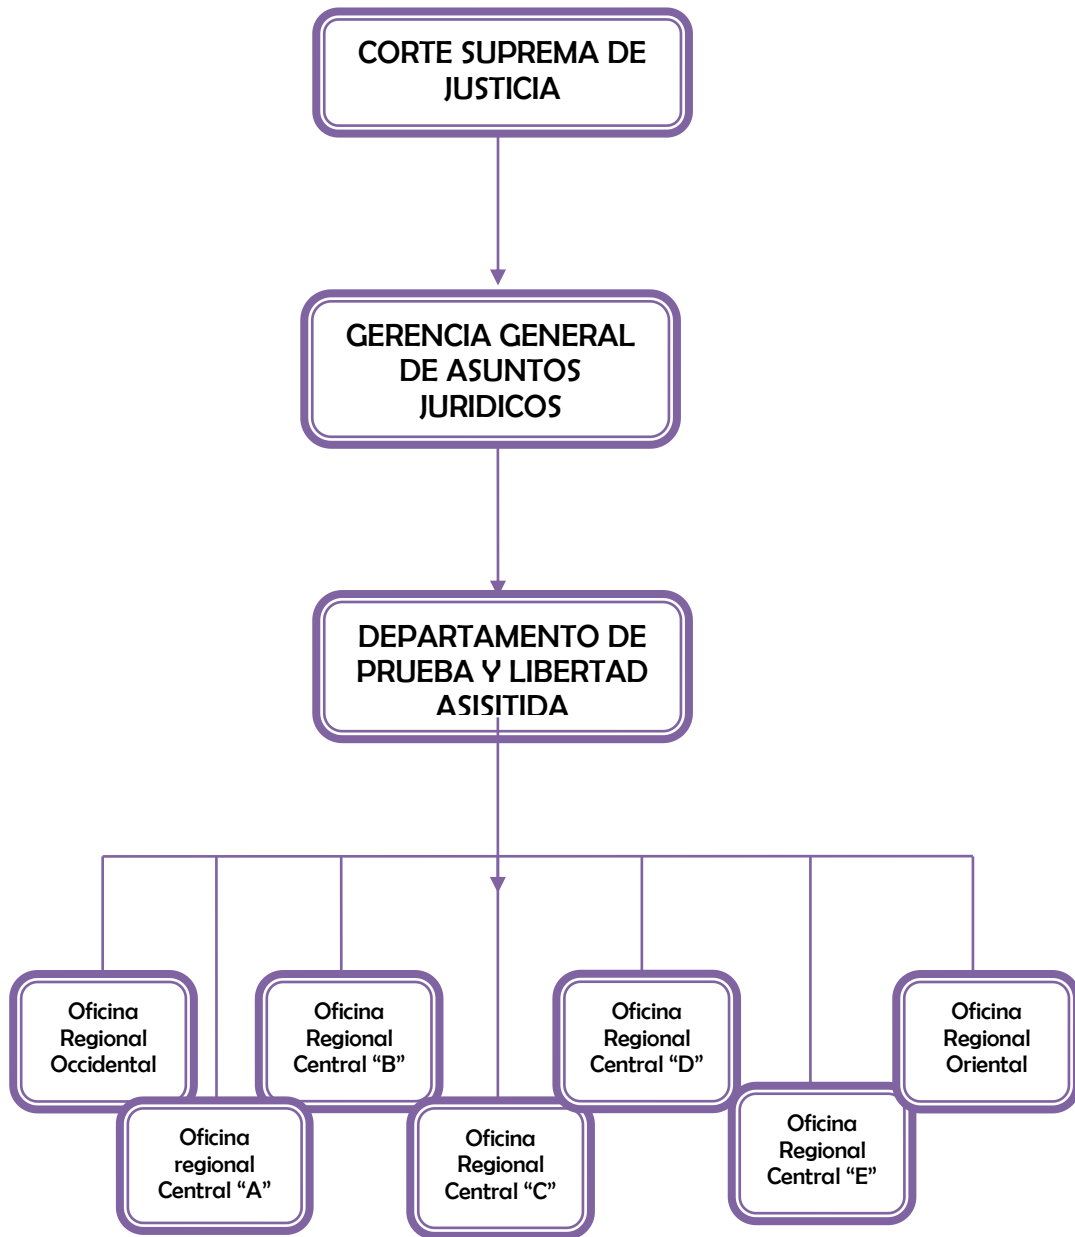 CORTE SUPREMA DE
JUSTICIA
GERENCIA GENERAL
DE ASUNTOS
JURIDICOS
DEPARTAMENTO DE
PRUEBA Y LIBERTAD
ASISITIDA
Oficina
Regional
Occidental
Oficina
regional
Central “A”
Oficina
Regional
Central “B”
Oficina
Regional
Central “C”
Oficina
Regional
Central “D”
Oficina
Regional
Central “E”
Oficina
Regional
Oriental